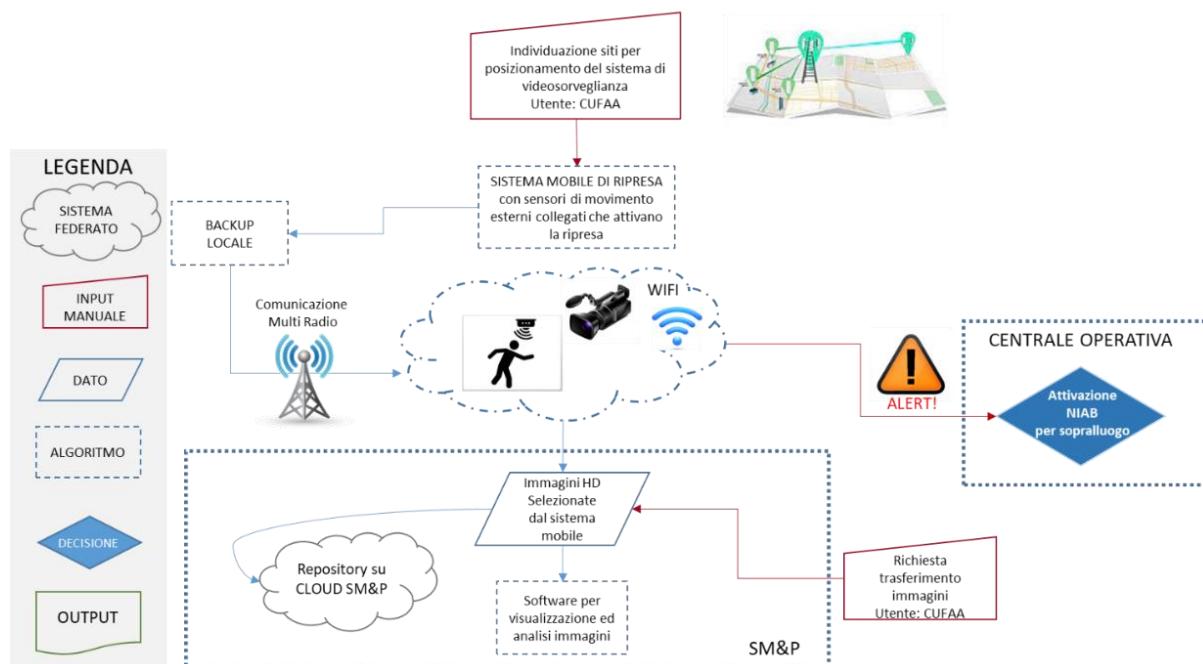 Individuazione siti per
posizionamento del sistema di
videosorveglianza
Utente: CUFAA
LEGENDA
SISTEMA
FEDERATO
INPUT
MANUALE
DATO
ALGORITMO
DECISIONE
OUTPUT
SISTEMA MOBILE DI RIPRESA
con sensori di movimento
esterni collegati che attivano
la ripresa
BACKUP
LOCALE
Comunicazione
Multi Radio
WIFI
ALERT!
CENTRALE OPERATIVA
Attivazione
NIAB
per sopralluogo
Immagini HD
Selezionate
dal sistema
mobile
Repository su
CLOUD SM&P
Software per
visualizzazione ed
analisi immagini
SM&P
Richiesta
trasferimento
immagini
Utente: CUFAA